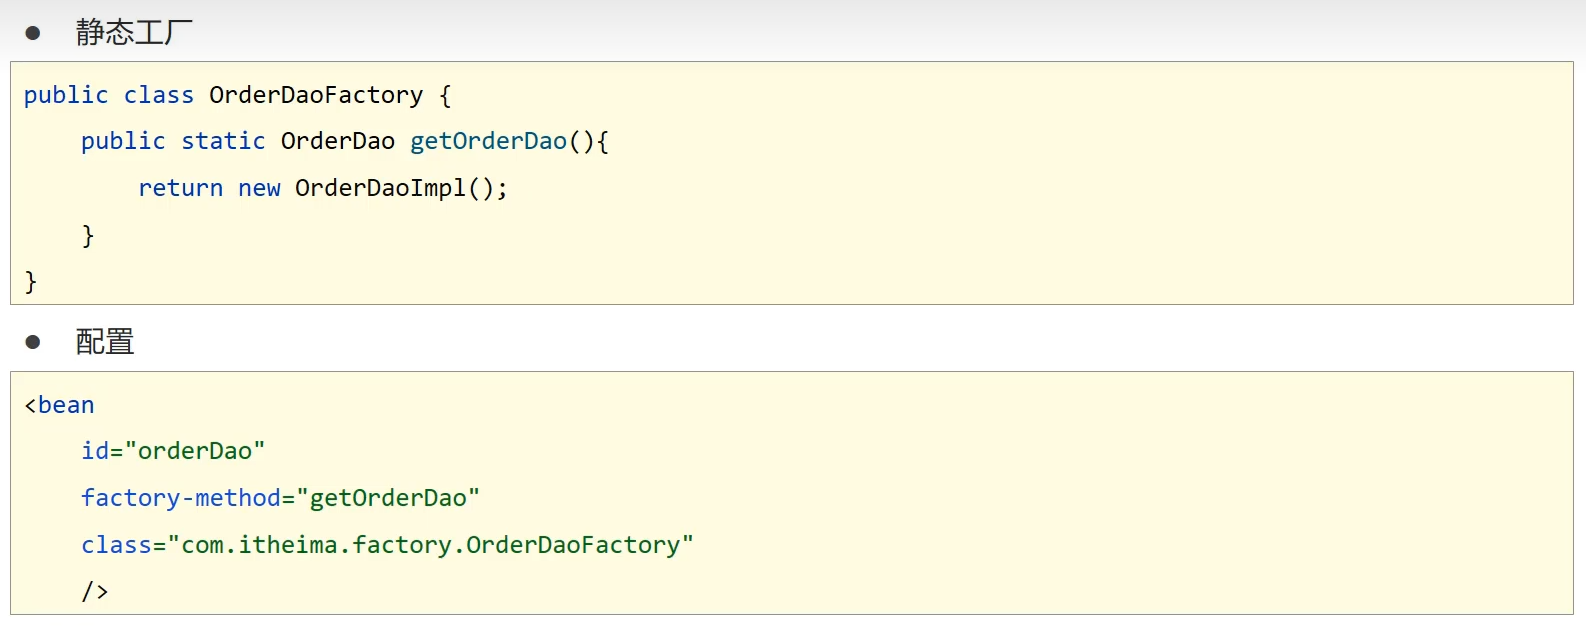 ● 静态工厂
public class OrderDaoFactory {
    public static OrderDao getOrderDao(){
        return new OrderDaoImpl();
    }
}
● 配置
<bean
    id="orderDao"
    factory-method="getOrderDao"
    class="com.itheima.factory.OrderDaoFactory"
    />